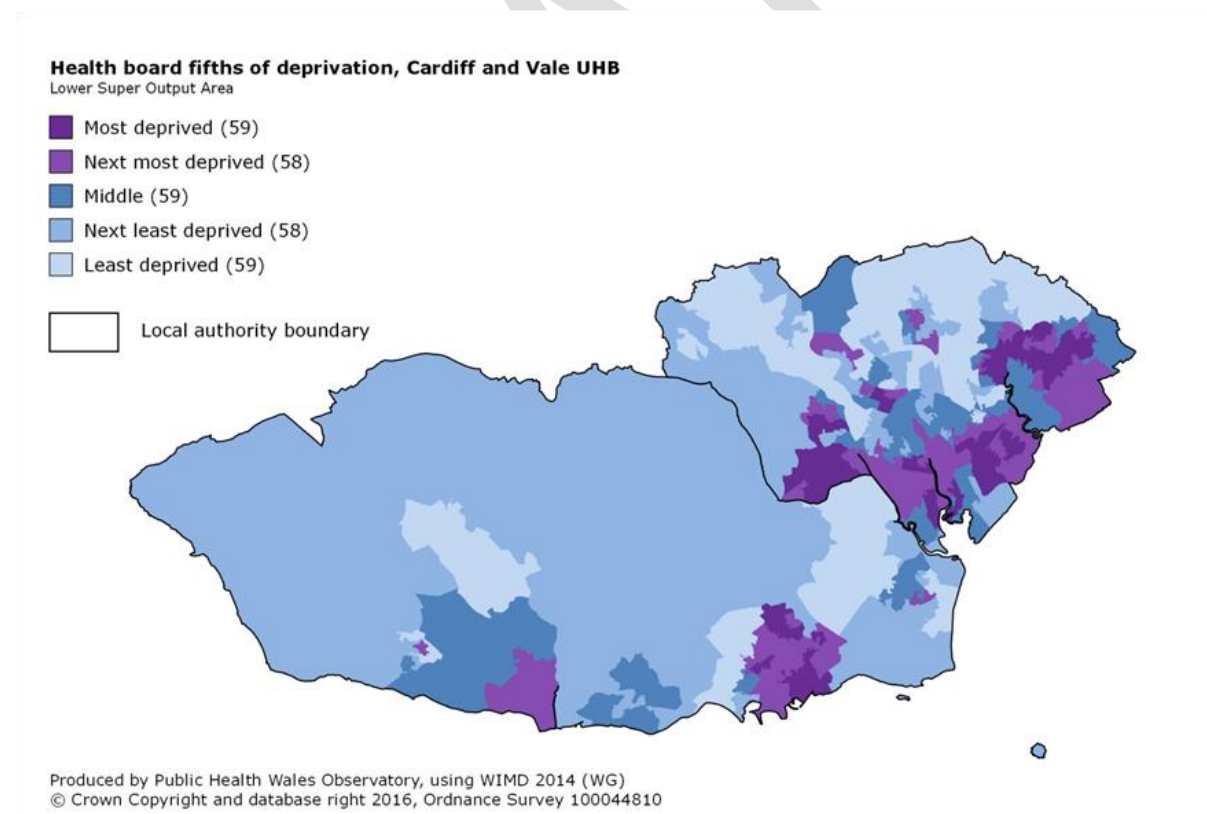 Health board fifths of deprivation, Cardiff and Vale UHB
Lower Super Output Area
Most deprived (59)
Next most deprived (58)
Middle (59)
Next least deprived (58)
Least deprived (59)
Local authority boundary
Produced by Public Health Wales Observatory, using WIMD 2014 (WG)
© Crown Copyright and database right 2016, Ordnance Survey 100044810